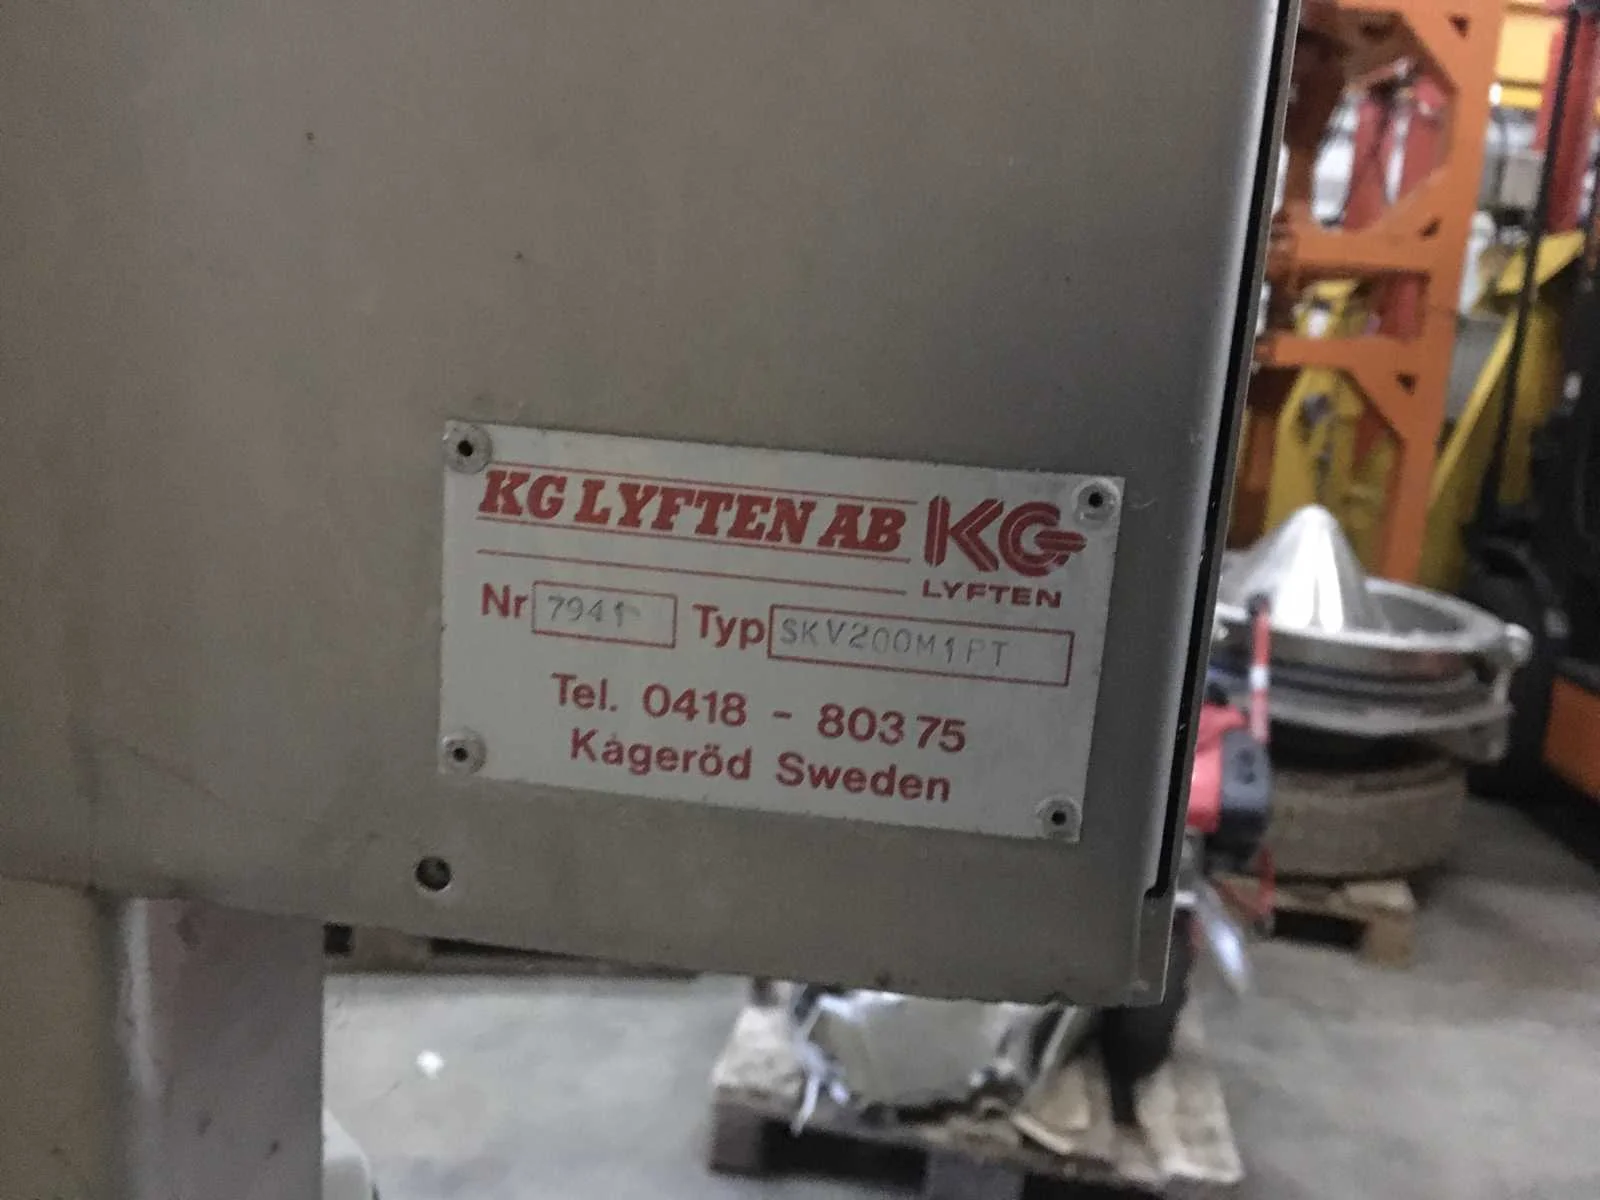 KG LYFTEN AB KG
LYFTEN
Nr 7941 Typ SKV200M1PT
Tel. 0418 - 803 75
Kågeröd Sweden